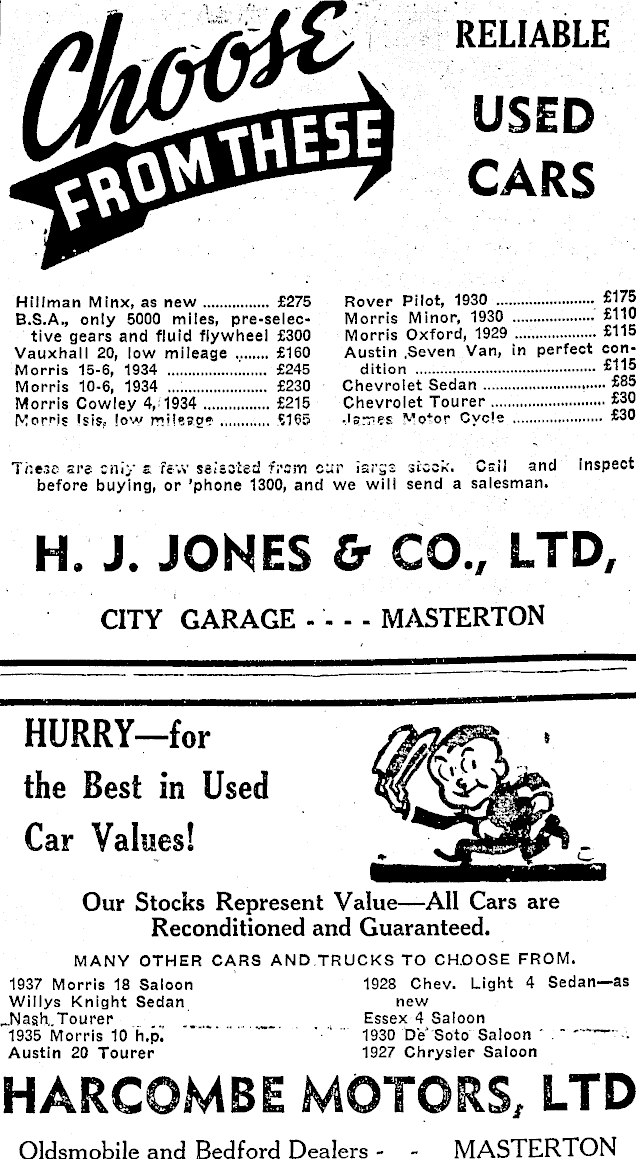 Choose
FROM THESE
RELIABLE
USED
CARS
Hillman Minx, as new ................ £275
B.S.A., only 5000 miles, pre-selec-
tive gears and fluid flywheel £300
Vauxhall 20, low mileage ........ £160
Morris 15-6, 1934 ........................ £245
Morris 10-6, 1934 ........................ £230
Morris Cowley 4, 1934 ................ £215
Morris Isis, low mileage ............ £165
Rover Pilot, 1930 ........................ £175
Morris Minor, 1930 ...................... £110
Morris Oxford, 1929 .................... £115
Austin Seven Van, in perfect con-
dition ............................................ £115
Chevrolet Sedan .............................. £85
Chevrolet Tourer ............................ £30
James Motor Cycle ........................ £30
These are only a few selected from our large stock. Call and inspect
before buying, or 'phone 1300, and we will send a salesman.
H. J. JONES & CO., LTD,
CITY GARAGE - - - - MASTERTON
HURRY—for
the Best in Used
Car Values!
Our Stocks Represent Value—All Cars are
Reconditioned and Guaranteed.
MANY OTHER CARS AND TRUCKS TO CHOOSE FROM.
1937 Morris 18 Saloon
Willys Knight Sedan
Nash Tourer
1935 Morris 10 h.p.
Austin 20 Tourer
1928 Chev. Light 4 Sedan—as
new
Essex 4 Saloon
1930 De Soto Saloon
1927 Chrysler Saloon
HARCOMBE MOTORS, LTD
Oldsmobile and Bedford Dealers - - MASTERTON